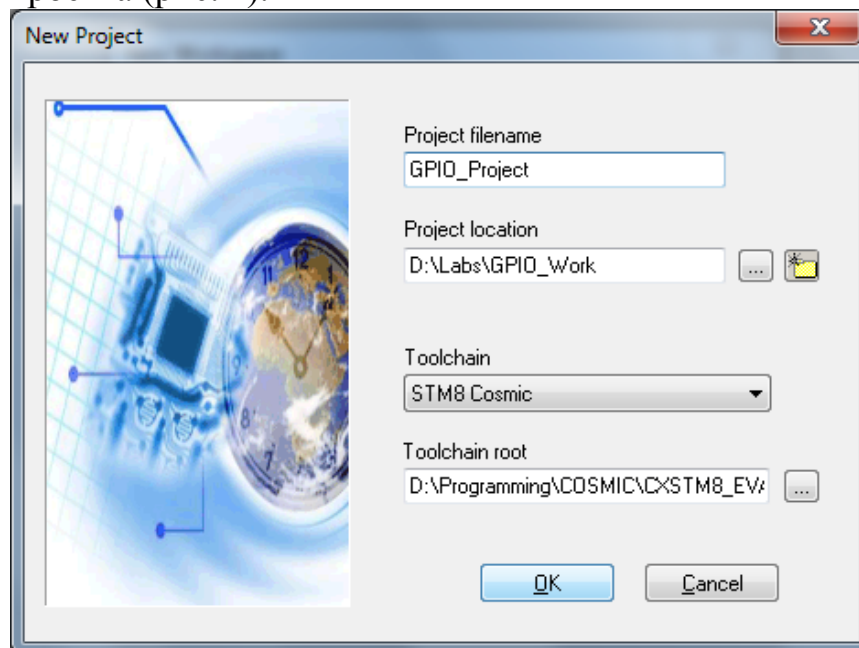 New Project
Project filename
GPIO_Project
Project location
D:\Labs\GPIO_Work
...
Toolchain
STM8 Cosmic
Toolchain root
D:\Programming\COSMIC\CXSTM8_EV
...
OK
Cancel